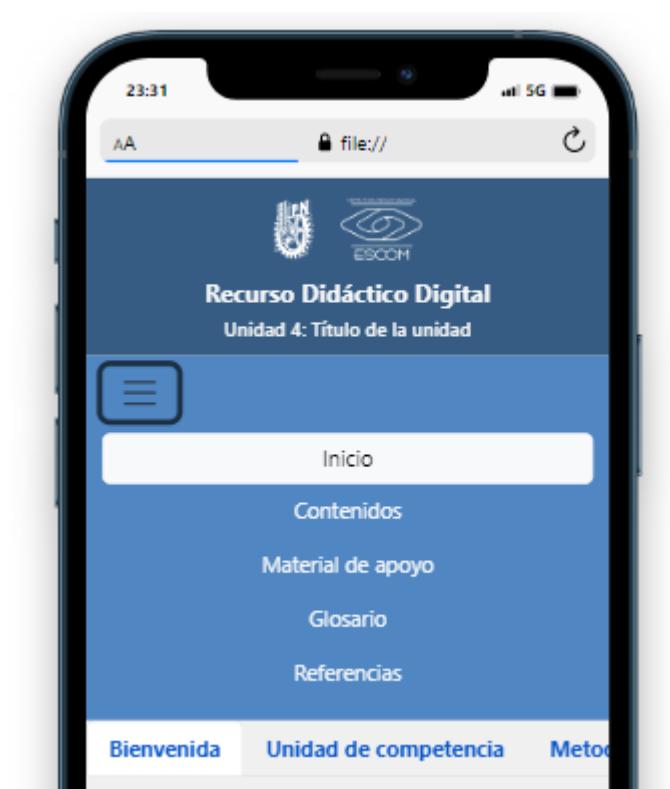 23:31
5G
AA
file://
ESCOM
Recurso Didáctico Digital
Unidad 4: Título de la unidad
Inicio
Contenidos
Material de apoyo
Glosario
Referencias
Bienvenida Unidad de competencia